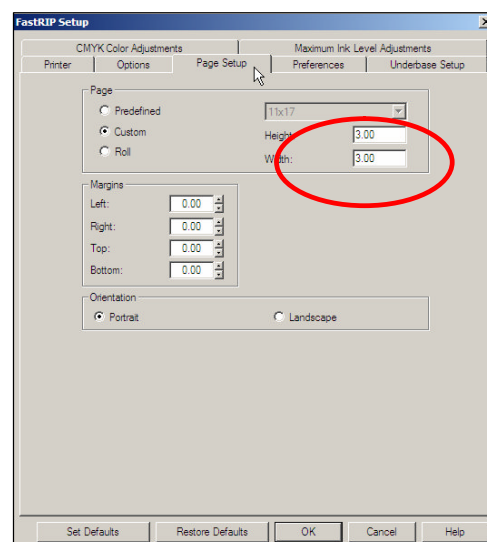 FastRIP Setup
CMYK Color Adjustments Maximum Ink Level Adjustments
Printer Options Page Setup Preferences Underbase Setup
Page
Predefined 11x17
Custom Height: 3.00
Roll Width: 3.00
Margins
Left: 0.00
Right: 0.00
Top: 0.00
Bottom: 0.00
Orientation
Portrait Landscape
Set Defaults Restore Defaults OK Cancel Help